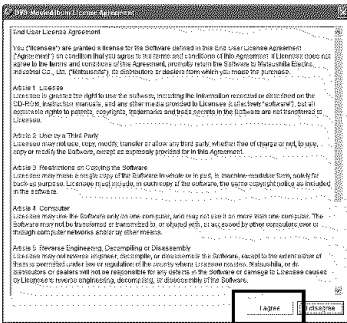 DVD-MovieAlbum License Agreement
End User License Agreement
You ("Licensee") are granted a license for the Software defined in this End User License Agreement
("Agreement") on condition that you agree to the terms and conditions of this Agreement. If Licensee does not
agree to the terms and conditions of this Agreement, promptly return the Software to Matsushita Electric
Industrial Co., Ltd. ("Matsushita"), its distributors or dealers from which you made the purchase.
Article 1 License
Licensee is granted the right to use the software, including the information recorded or described on the
CD-ROM, instruction manuals, and any other media provided to Licensee (collectively "Software"), but all
applicable rights to patents, copyrights, trademarks and trade secrets in the Software are not transferred to
Licensee.
Article 2 Use by a Third Party
Licensee may not use, copy, modify, transfer or allow any third party, whether free of charge or not, to use,
copy or modify the Software, except as expressly provided for in this Agreement.
Article 3 Restrictions on Copying the Software
Licensee may make a single copy of the Software in whole or in part, in machine-readable form, solely for
back-up purpose. Licensee must include, in such copy of the software, the same copyright notice as included
in the software.
Article 4 Computer
Licensee may use the Software only on one computer, and may not use it on more than one computer. The
Software may not be transferred or transmitted to, or shared with, or accessed by other computers over or
through computer networks and/or by other means.
Article 5 Reverse Engineering, Decompiling or Disassembly
Licensee may not reverse engineer, decompile, or disassemble the Software, except to the extent either of
them is permitted under law or regulation of the country where Licensee resides. Matsushita, or its
distributors or dealers will not be responsible for any defects in the Software or damage to Licensee caused
by Licensee's reverse engineering, decompiling, or disassembly of the Software.
I agree
I disagree